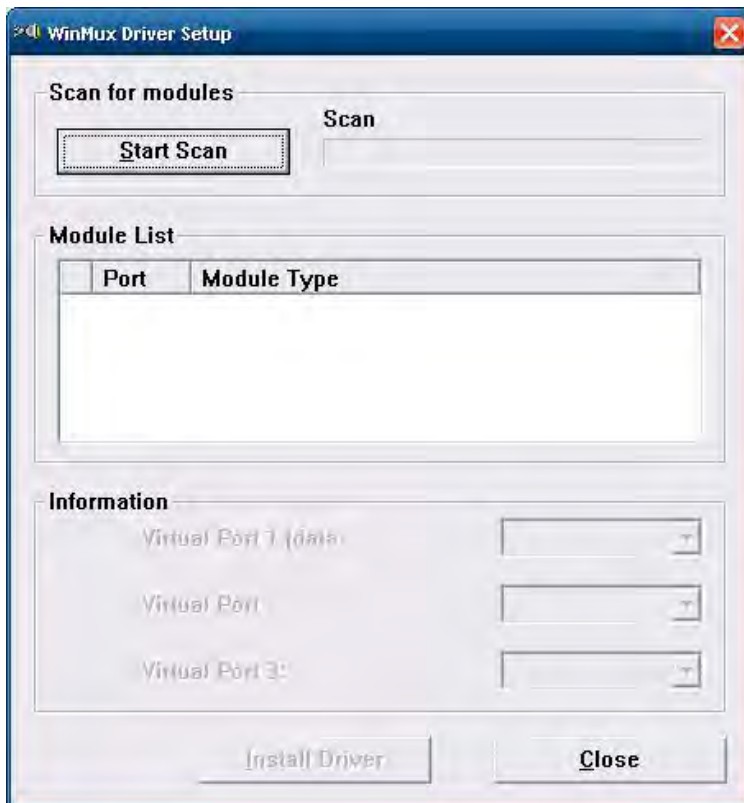 WinMux Driver Setup
Scan for modules
Scan
Start Scan
Module List
Port Module Type
Information
Virtual Port 1 (data
Virtual Port
Virtual Port 3:
Install Driver
Close